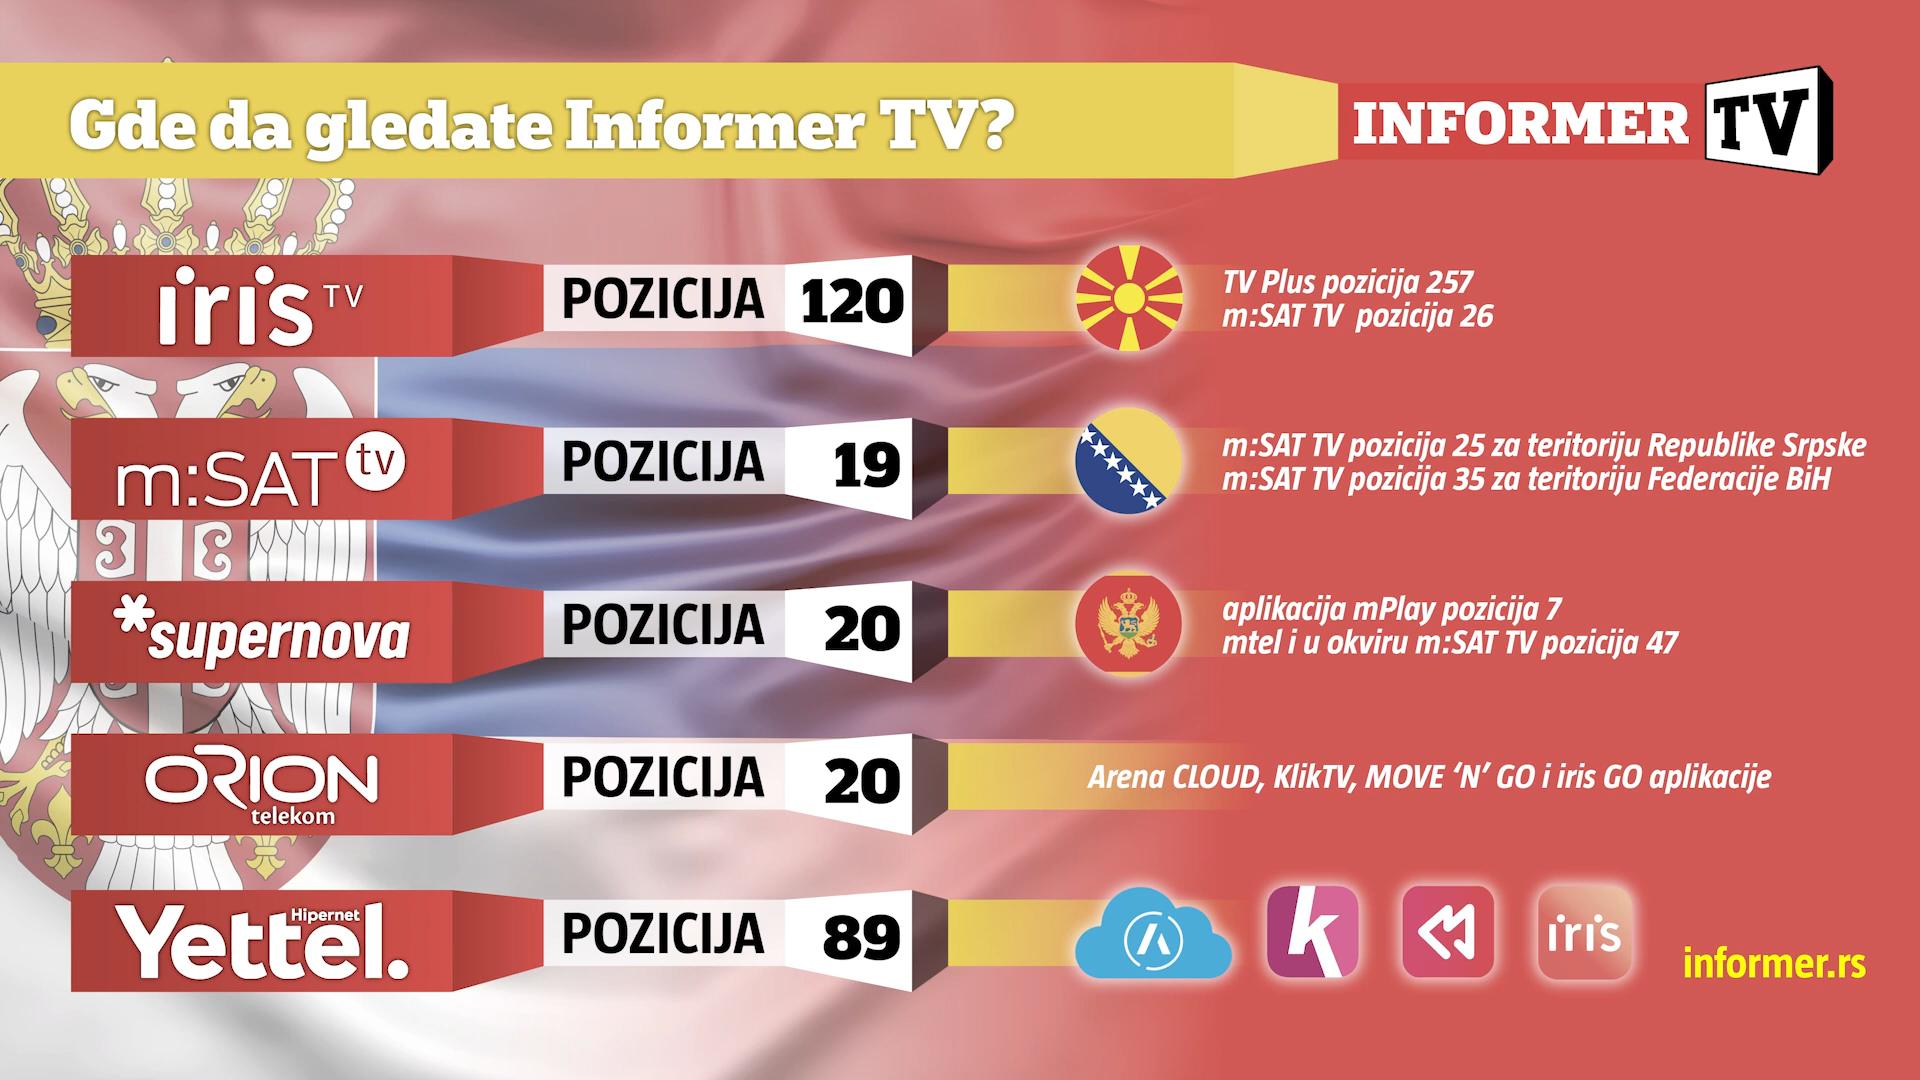 Gde da gledate Informer TV?
INFORMER TV
iris TV
POZICIJA 120
TV Plus pozicija 257
m:SAT TV pozicija 26
m:SAT tv
POZICIJA 19
m:SAT TV pozicija 25 za teritoriju Republike Srpske
m:SAT TV pozicija 35 za teritoriju Federacije BiH
*supernova
POZICIJA 20
aplikacija mPlay pozicija 7
mtel i u okviru m:SAT TV pozicija 47
ORION
telekom
POZICIJA 20
Arena CLOUD, KlikTV, MOVE ‘N’ GO i iris GO aplikacije
Hipernet
Yettel.
POZICIJA 89
k
iris
informer.rs